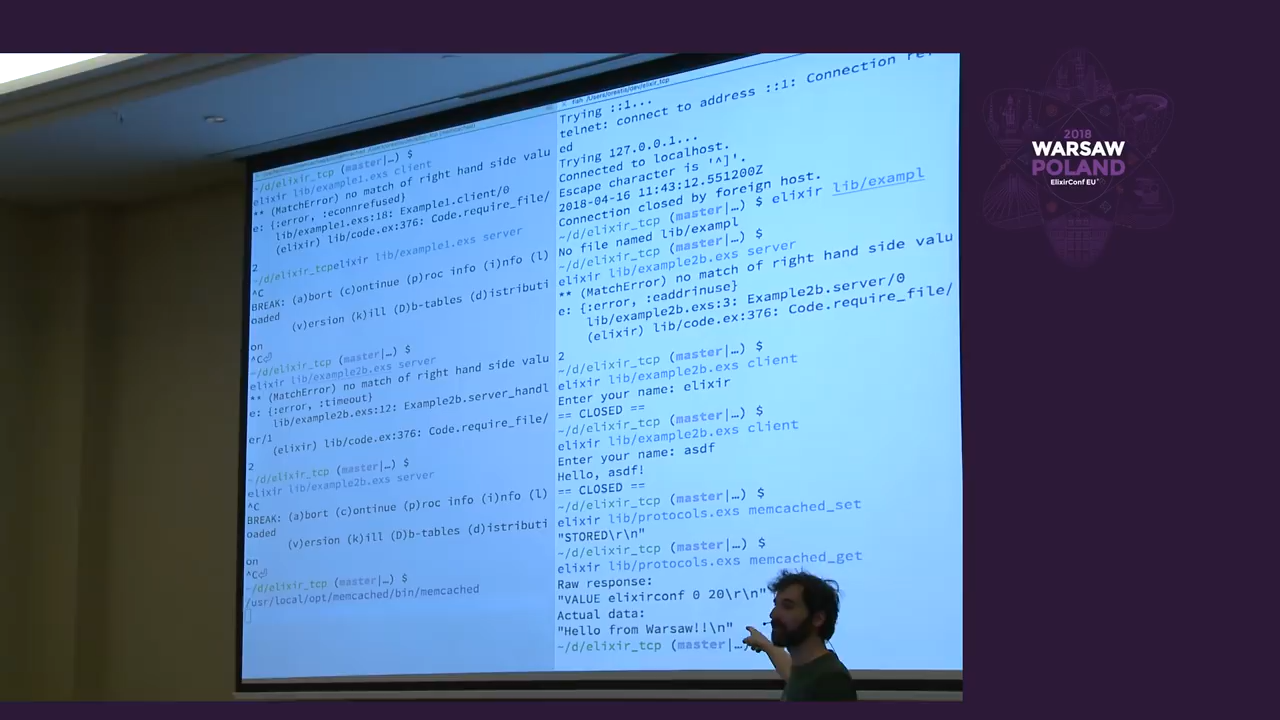 ~/d/elixir_tcp (master|…) $
elixir lib/example1.exs client
** (MatchError) no match of right hand side valu
e: {:error, :econnrefused}
lib/example1.exs:18: Example1.client/0
(elixir) lib/code.ex:376: Code.require_file/
2
~/d/elixir_tcpelixir lib/example1.exs server
^C
BREAK: (a)bort (c)ontinue (p)roc info (i)nfo (l)
oaded
(v)ersion (k)ill (D)b-tables (d)istributi
on
^C⏎
~/d/elixir_tcp (master|…) $
elixir lib/example2b.exs server
** (MatchError) no match of right hand side valu
e: {:error, :timeout}
lib/example2b.exs:12: Example2b.server_handl
er/1
(elixir) lib/code.ex:376: Code.require_file/
2
~/d/elixir_tcp (master|…) $
elixir lib/example2b.exs server
^C
BREAK: (a)bort (c)ontinue (p)roc info (i)nfo (l)
oaded
(v)ersion (k)ill (D)b-tables (d)istributi
on
^C⏎
~/d/elixir_tcp (master|…) $
/usr/local/opt/memcached/bin/memcached
fish /Users/orestis/dev/elixir_tcp
Trying ::1...
telnet: connect to address ::1: Connection
ed
Trying 127.0.0.1...
Connected to localhost.
Escape character is '^]'.
2018-04-16 11:43:12.551200Z
Connection closed by foreign host.
~/d/elixir_tcp (master|…) $ elixir lib/exampl
No file named lib/exampl
~/d/elixir_tcp (master|…) $
elixir lib/example2b.exs server
** (MatchError) no match of right hand side valu
e: {:error, :eaddrinuse}
lib/example2b.exs:3: Example2b.server/0
(elixir) lib/code.ex:376: Code.require_file/
2
~/d/elixir_tcp (master|…) $
elixir lib/example2b.exs client
Enter your name: elixir
== CLOSED ==
~/d/elixir_tcp (master|…) $
elixir lib/example2b.exs client
Enter your name: asdf
Hello, asdf!
== CLOSED ==
~/d/elixir_tcp (master|…) $
elixir lib/protocols.exs memcached_set
"STORED\r\n"
~/d/elixir_tcp (master|…) $
elixir lib/protocols.exs memcached_get
Raw response:
"VALUE elixirconf 0 20\r\n"
Actual data:
"Hello from Warsaw!!\n"
~/d/elixir_tcp (master|…)
2018
WARSAW
POLAND
ElixirConf EU